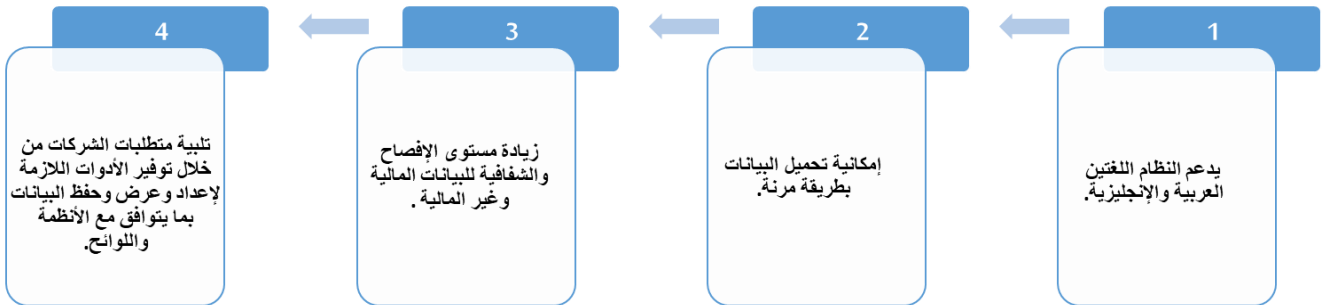 1
يدعم النظام اللغتين
العربية والإنجليزية.
2
إمكانية تحميل البيانات
بطريقة مرنة.
3
زيادة مستوى الإفصاح
والشفافية للبيانات المالية
وغير المالية .
4
تلبية متطلبات الشركات من
خلال توفير الأدوات اللازمة
لإعداد وعرض وحفظ البيانات
بما يتوافق مع الأنظمة
واللوائح.